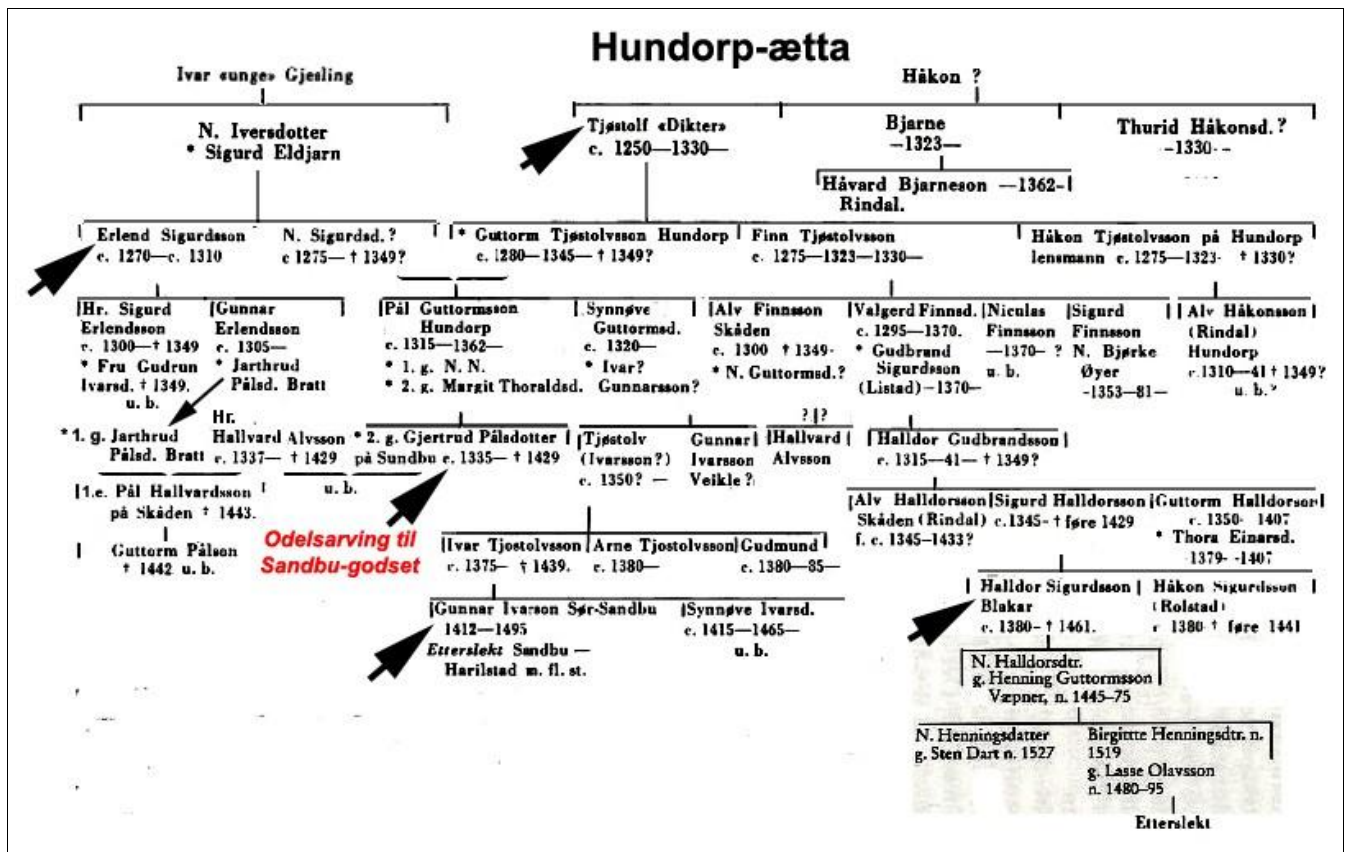 Hundorp-ætta
Ivar «unge» Gjesling
Håkon ?
N. Iversdotter
* Sigurd Eldjarn
Tjøstolf «Dikter»
c. 1250—1330—
Bjarne
—1323—
Thurid Håkonsd. ?
-1330- -
Håvard Bjarneson —1362-
Rindal.
Erlend Sigurdsson
c. 1270—c. 1310
N. Sigurdsd. ?
c 1275— † 1349?
* Guttorm Tjøstolvsson Hundorp
c. 1280—1345— † 1349?
Finn Tjøstolvsson
c. 1275—1323—1330—
Håkon Tjøstolvsson på Hundorp
lensmann c. 1275—1323- † 1330?
Hr. Sigurd
Erlendsson
c. 1300—† 1349
* Fru Gudrun
Ivarsd. † 1349.
u. b.
Gunnar
Erlendsson
c. 1305—
* Jarthrud
Pålsd. Bratt
Pål Guttormsson
Hundorp
c. 1315—1362—
* 1. g. N. N.
* 2. g. Margit Thoraldsd.
Synnøve
Guttormsd.
c. 1320—
* Ivar?
Gunnarsson?
Alv Finnsson
Skåden
c. 1300 † 1349-
* N. Guttormsd. ?
Valgerd Finnsd.
c. 1295—1370.
* Gudbrand
Sigurdsson
(Listad) —1370—
Niculas
Finnsson
—1370- ?
u. b.
Sigurd
Finnsson
N. Bjørke
Øyer
-1353—81—
Alv Håkonsson
(Rindal)
Hundorp
c. 1310—41 † 1349?
u. b. ?
* 1. g. Jarthrud
Pålsd. Bratt
Hr.
Hallvard Alvsson
c. 1337— † 1429
* 2. g. Gjertrud Pålsdotter
på Sundbu c. 1335— † 1429
u. b.
Tjøstolv
(Ivarsson?)
c. 1350? —
Gunnar
Ivarsson
Veikle ?
? ?
Hallvard
Alvsson
Halldor Gudbrandsson
c. 1315—41— † 1349?
1.e. Pål Hallvardsson
på Skåden † 1443.
Guttorm Pålson
† 1442 u. b.
Odelsarving til
Sandbu-godset
Ivar Tjostolvsson
c. 1375- † 1439.
Arne Tjostolvsson
c. 1380—
Gudmund
c. 1380—85—
Alv Halldorsson
Skåden (Rindal)
f. c. 1345—1433?
Sigurd Halldorsson
c. 1345- † føre 1429
Guttorm Halldorson
c. 1350- 1407
* Thora Einarsd.
-1379- -1407
Gunnar Ivarson Sør-Sandbu
1412—1495
Etterslekt Sandbu —
Harilstad m. fl. st.
Synnøve Ivarsd.
c. 1415—1465—
u. b.
Halldor Sigurdsson
Blakar
c. 1380- † 1461.
Håkon Sigurdsson
(Rolstad)
c 1380- † føre 1441
N. Halldorsdtr.
g. Henning Guttormsson
Væpner, n. 1445–75
N. Henningsdatter
g. Sten Dart n. 1527
Birgittte Henningsdtr. n.
1519
g. Lasse Olavsson
n. 1480–95
Etterslekt